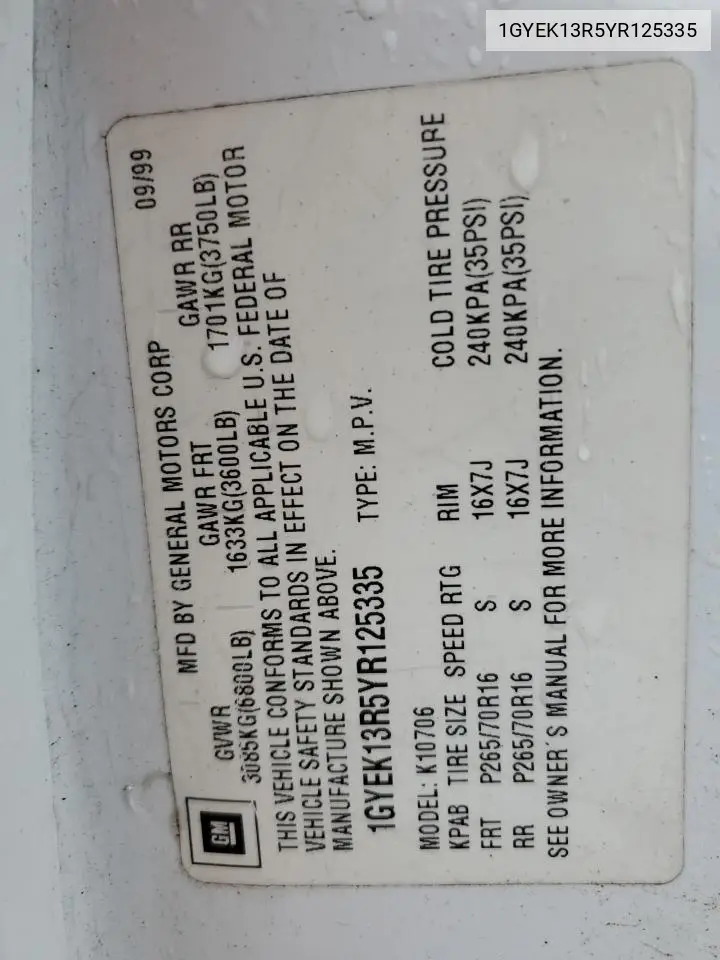 1GYEK13R5YR125335
MFD BY GENERAL MOTORS CORP 09/99
GVWR GAWR FRT GAWR RR
3085KG(6800LB) 1633KG(3600LB) 1701KG(3750LB)
THIS VEHICLE CONFORMS TO ALL APPLICABLE U.S. FEDERAL MOTOR
VEHICLE SAFETY STANDARDS IN EFFECT ON THE DATE OF
MANUFACTURE SHOWN ABOVE.
1GYEK13R5YR125335 TYPE: M.P.V.
MODEL: K10706
KPAB TIRE SIZE SPEED RTG RIM COLD TIRE PRESSURE
FRT P265/70R16 S 16X7J 240KPA(35PSI)
RR P265/70R16 S 16X7J 240KPA(35PSI)
SEE OWNER'S MANUAL FOR MORE INFORMATION.
GM